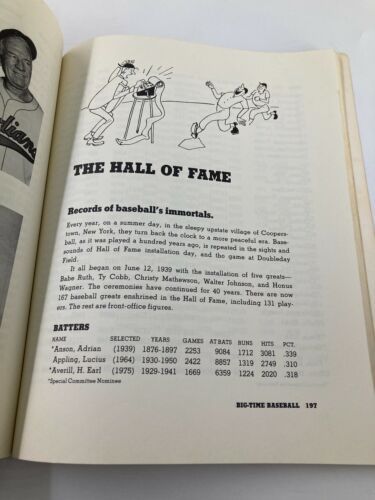 dians
THE HALL OF FAME
Records of baseball's immortals.
Every year, on a summer day, in the sleepy upstate village of Coopers-
town, New York, they turn back the clock to a more peaceful era. Base-
ball, as it was played a hundred years ago, is repeated in the sights and
sounds of Hall of Fame installation day, and the game at Doubleday
Field.
It all began on June 12, 1939 with the installation of five greats—
Babe Ruth, Ty Cobb, Christy Mathewson, Walter Johnson, and Honus
Wagner. The ceremonies have continued for 40 years. There are now
167 baseball greats enshrined in the Hall of Fame, including 131 play-
ers. The rest are front-office figures.
BATTERS
NAME SELECTED YEARS GAMES AT BATS RUNS HITS PCT.
*Anson, Adrian (1939) 1876-1897 2253 9084 1712 3081 .339
Appling, Lucius (1964) 1930-1950 2422 8857 1319 2749 .310
*Averill, H. Earl (1975) 1929-1941 1669 6359 1224 2020 .318
*Special Committee Nominee
BIG-TIME BASEBALL 197